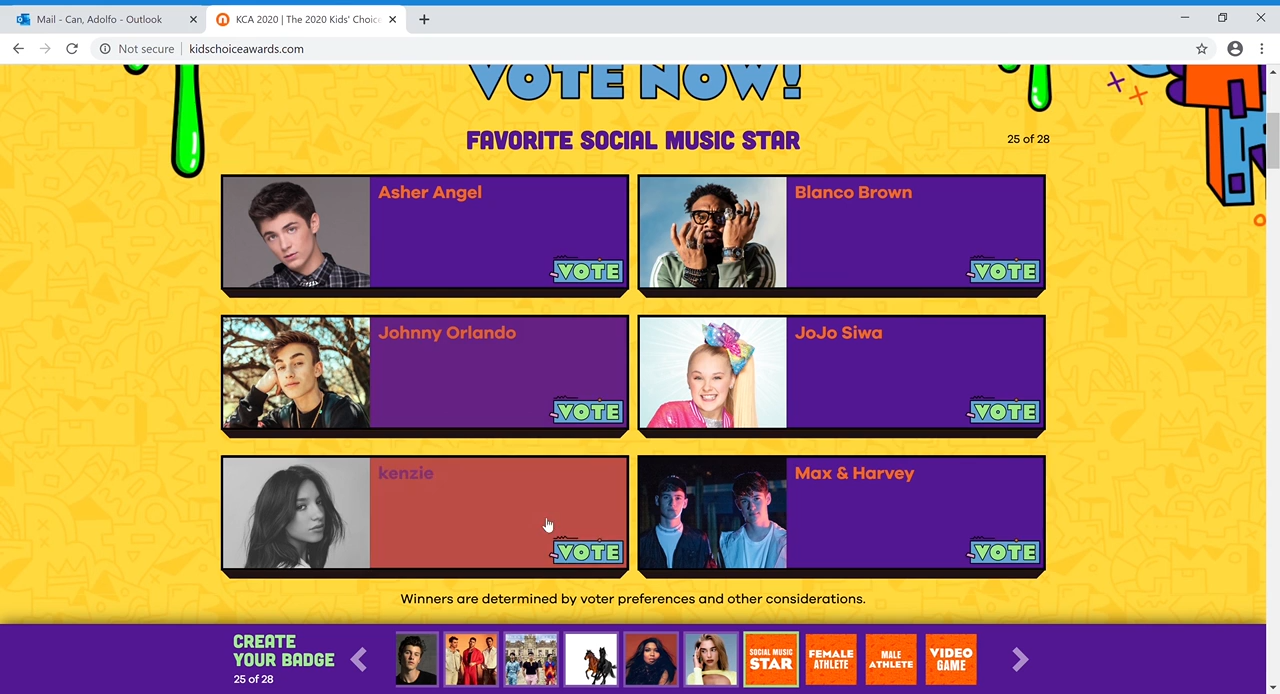 Mail - Can, Adolfo - Outlook
KCA 2020 | The 2020 Kids' Choice
Not secure
kidschoiceawards.com
VOTE NOW!
FAVORITE SOCIAL MUSIC STAR
25 of 28
Asher Angel
VOTE
Blanco Brown
VOTE
Johnny Orlando
VOTE
JoJo Siwa
VOTE
kenzie
VOTE
Max & Harvey
VOTE
Winners are determined by voter preferences and other considerations.
CREATE
YOUR BADGE
25 of 28
SOCIAL MUSIC
STAR
FEMALE
ATHLETE
MALE
ATHLETE
VIDEO
GAME